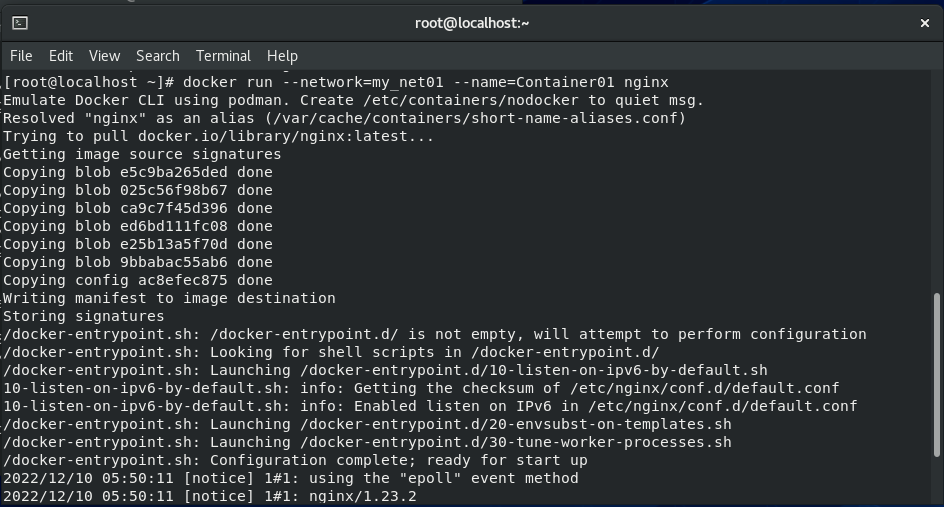 root@localhost:~
File Edit View Search Terminal Help
[root@localhost ~]# docker run --network=my_net01 --name=Container01 nginx
Emulate Docker CLI using podman. Create /etc/containers/nodocker to quiet msg.
Resolved "nginx" as an alias (/var/cache/containers/short-name-aliases.conf)
Trying to pull docker.io/library/nginx:latest...
Getting image source signatures
Copying blob e5c9ba265ded done
Copying blob 025c56f98b67 done
Copying blob ca9c7f45d396 done
Copying blob ed6bd111fc08 done
Copying blob e25b13a5f70d done
Copying blob 9bbabac55ab6 done
Copying config ac8efec875 done
Writing manifest to image destination
Storing signatures
/docker-entrypoint.sh: /docker-entrypoint.d/ is not empty, will attempt to perform configuration
/docker-entrypoint.sh: Looking for shell scripts in /docker-entrypoint.d/
/docker-entrypoint.sh: Launching /docker-entrypoint.d/10-listen-on-ipv6-by-default.sh
10-listen-on-ipv6-by-default.sh: info: Getting the checksum of /etc/nginx/conf.d/default.conf
10-listen-on-ipv6-by-default.sh: info: Enabled listen on IPv6 in /etc/nginx/conf.d/default.conf
/docker-entrypoint.sh: Launching /docker-entrypoint.d/20-envsubst-on-templates.sh
/docker-entrypoint.sh: Launching /docker-entrypoint.d/30-tune-worker-processes.sh
/docker-entrypoint.sh: Configuration complete; ready for start up
2022/12/10 05:50:11 [notice] 1#1: using the "epoll" event method
2022/12/10 05:50:11 [notice] 1#1: nginx/1.23.2